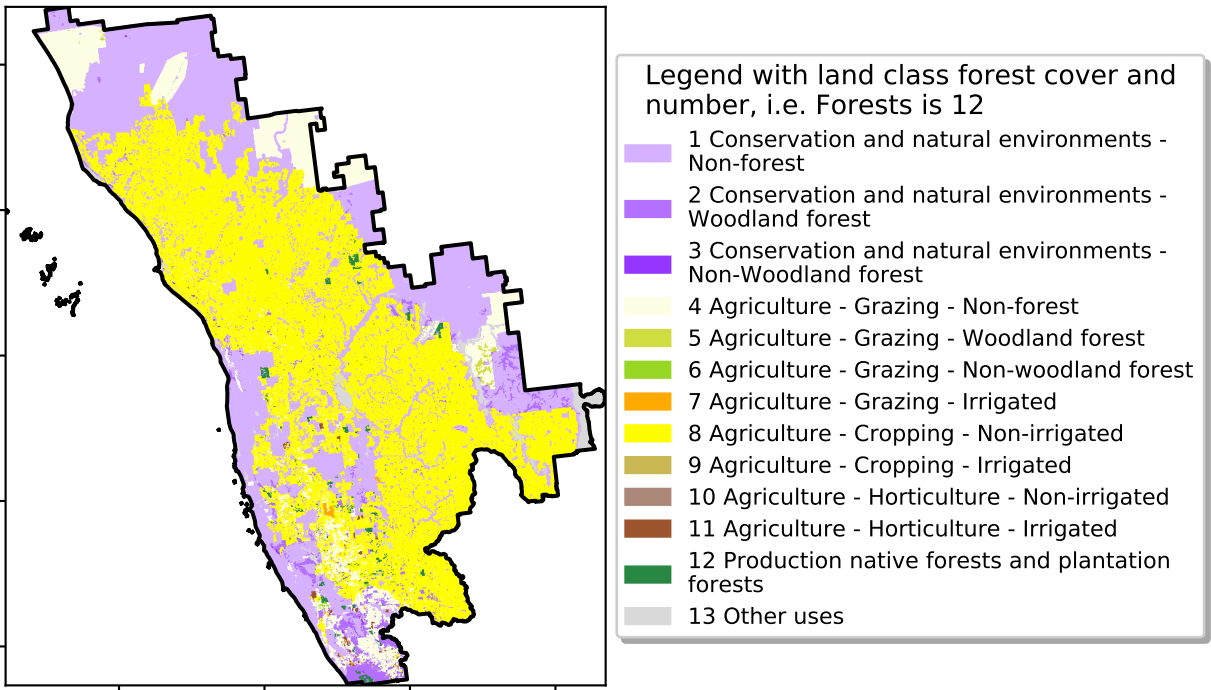 Legend with land class forest cover and
number, i.e. Forests is 12
1 Conservation and natural environments -
Non-forest
2 Conservation and natural environments -
Woodland forest
3 Conservation and natural environments -
Non-Woodland forest
4 Agriculture - Grazing - Non-forest
5 Agriculture - Grazing - Woodland forest
6 Agriculture - Grazing - Non-woodland forest
7 Agriculture - Grazing - Irrigated
8 Agriculture - Cropping - Non-irrigated
9 Agriculture - Cropping - Irrigated
10 Agriculture - Horticulture - Non-irrigated
11 Agriculture - Horticulture - Irrigated
12 Production native forests and plantation
forests
13 Other uses